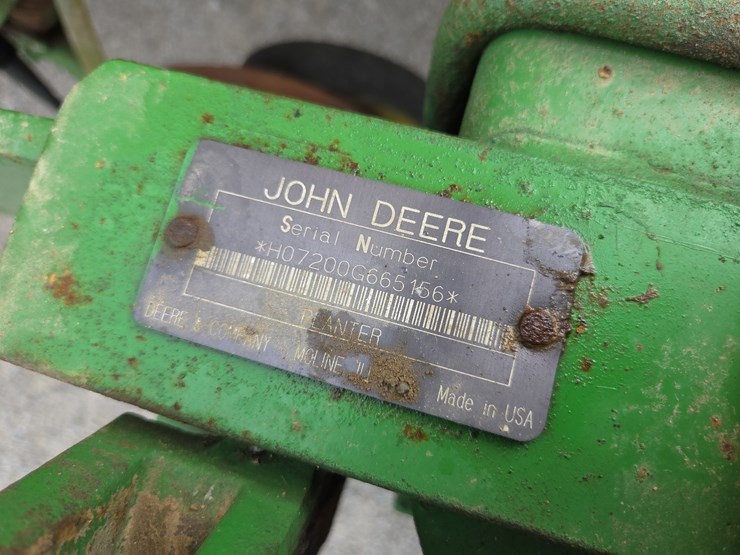 JOHN DEERE
Serial Number
*H07200G665156*
PLANTER
DEERE & COMPANY MOLINE IL
Made in USA